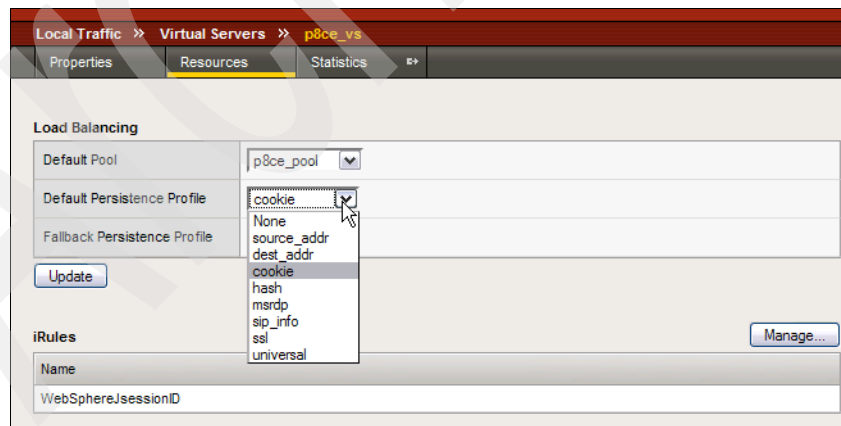 Local Traffic » Virtual Servers » p8ce_vs
Properties Resources Statistics
Load Balancing
Default Pool p8ce_pool
Default Persistence Profile cookie
None
Fallback Persistence Profile source_addr
dest_addr
cookie
Update hash
msrdp
sip_info
iRules ssl Manage...
universal
Name
WebSphereJsessionID